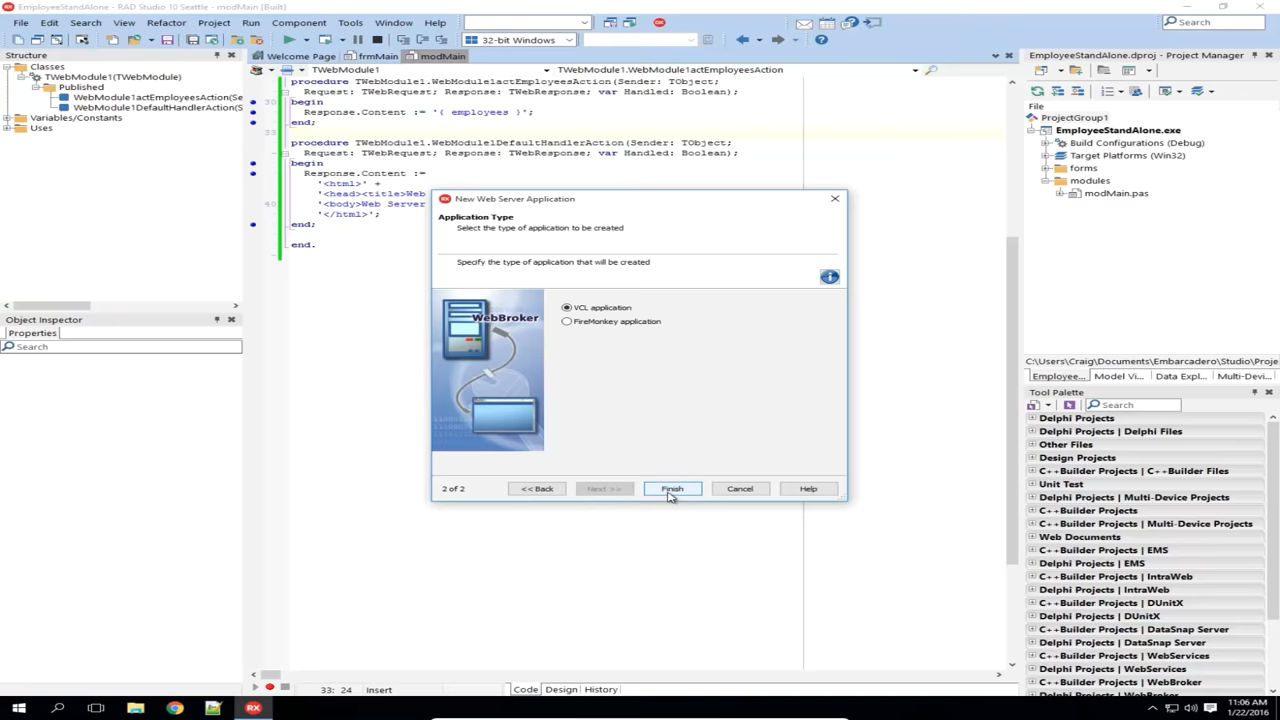 EmployeeStandAlone - RAD Studio 10 Seattle - modMain [Built]
File Edit Search View Refactor Project Run Component Tools Window Help
Search
32-bit Windows
Structure
Welcome Page frmMain modMain
EmployeeStandAlone.dproj - Project Manager
TWebModule1 TWebModule1.WebModule1actEmployeesAction
Classes
TWebModule1(TWebModule)
Published
WebModule1actEmployeesAction(Se
WebModule1DefaultHandlerAction(S
Variables/Constants
Uses
procedure TWebModule1.WebModule1actEmployeesAction(Sender: TObject;
Request: TWebRequest; Response: TWebResponse; var Handled: Boolean);
30 begin
Response.Content := '{ employees }';
end;
33
procedure TWebModule1.WebModule1DefaultHandlerAction(Sender: TObject;
Request: TWebRequest; Response: TWebResponse; var Handled: Boolean);
begin
Response.Content :=
'<html>' +
'<head><title>Web
40 '<body>Web Server
'</html>';
end;
end.
New Web Server Application
Application Type
Select the type of application to be created
Specify the type of application that will be created
WebBroker
VCL application
FireMonkey application
2 of 2 << Back Next >> Finish Cancel Help
File
ProjectGroup1
EmployeeStandAlone.exe
Build Configurations (Debug)
Target Platforms (Win32)
forms
modules
modMain.pas
Object Inspector
Properties
Search
C:\Users\Craig\Documents\Embarcadero\Studio\Proje
Employee... Model Vi... Data Expl... Multi-Devi...
Tool Palette
Search
Delphi Projects
Delphi Projects | Delphi Files
Other Files
Design Projects
C++Builder Projects | C++Builder Files
Unit Test
Delphi Projects | Multi-Device Projects
C++Builder Projects
C++Builder Projects | Multi-Device Projects
Web Documents
C++Builder Projects | EMS
Delphi Projects | EMS
C++Builder Projects | IntraWeb
Delphi Projects | IntraWeb
C++Builder Projects | DUnitX
Delphi Projects | DUnitX
C++Builder Projects | DataSnap Server
Delphi Projects | DataSnap Server
C++Builder Projects | WebServices
Delphi Projects | WebServices
C++Builder Projects | WebBroker
Delphi Projects | WebBroker
33: 24 Insert Code Design History
11:06 AM
1/22/2016